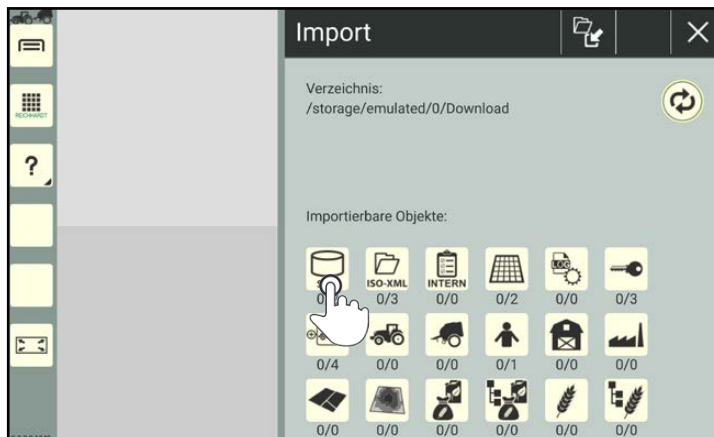 Import
REICHHARDT
Verzeichnis:
/storage/emulated/0/Download
?
Importierbare Objekte:
ISO-XML
INTERN
LOG
0/3
0/0
0/2
0/0
0/3
0/4
0/0
0/0
0/1
0/0
0/0
0/0
0/0
0/0
0/0
0/0
0/0